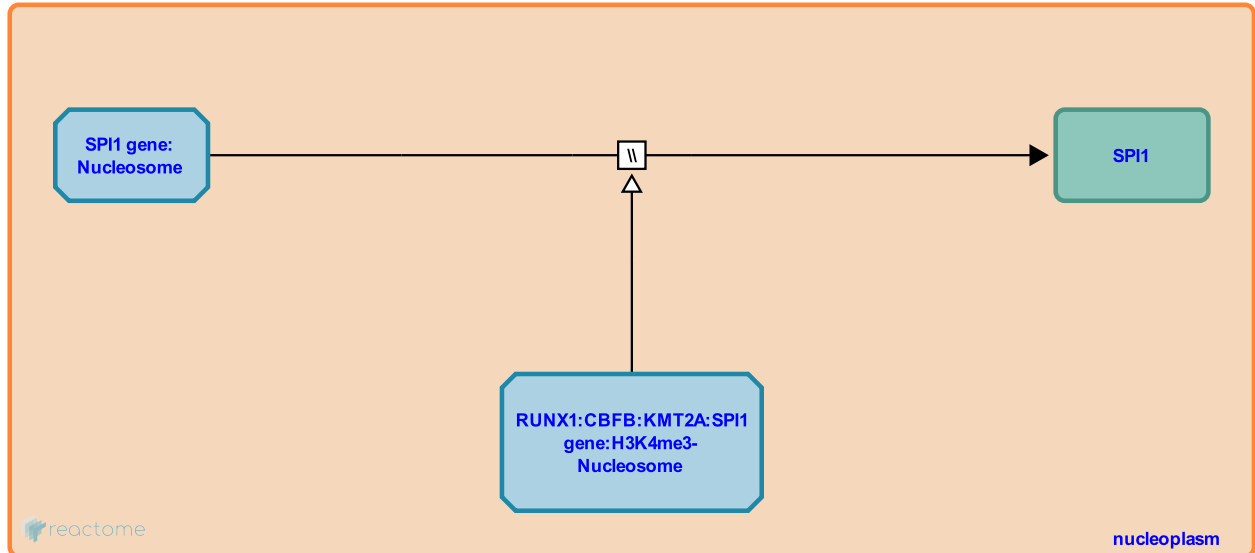 SPI1 gene:
Nucleosome
\\
SPI1
RUNX1:CBFB:KMT2A:SPI1
gene:H3K4me3-
Nucleosome
reactome
nucleoplasm